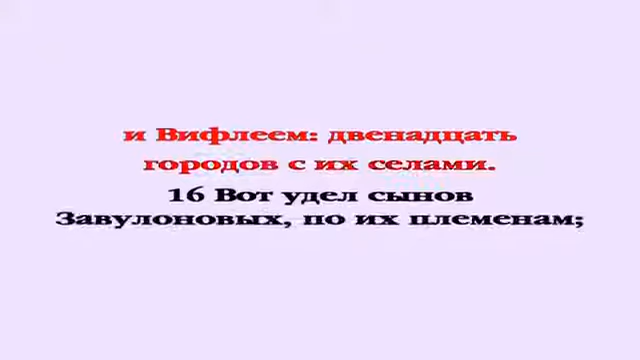 и Вифлеем: двенадцать
городов с их селами.
16 Вот удел сынов
Завулоновых, по их племенам;